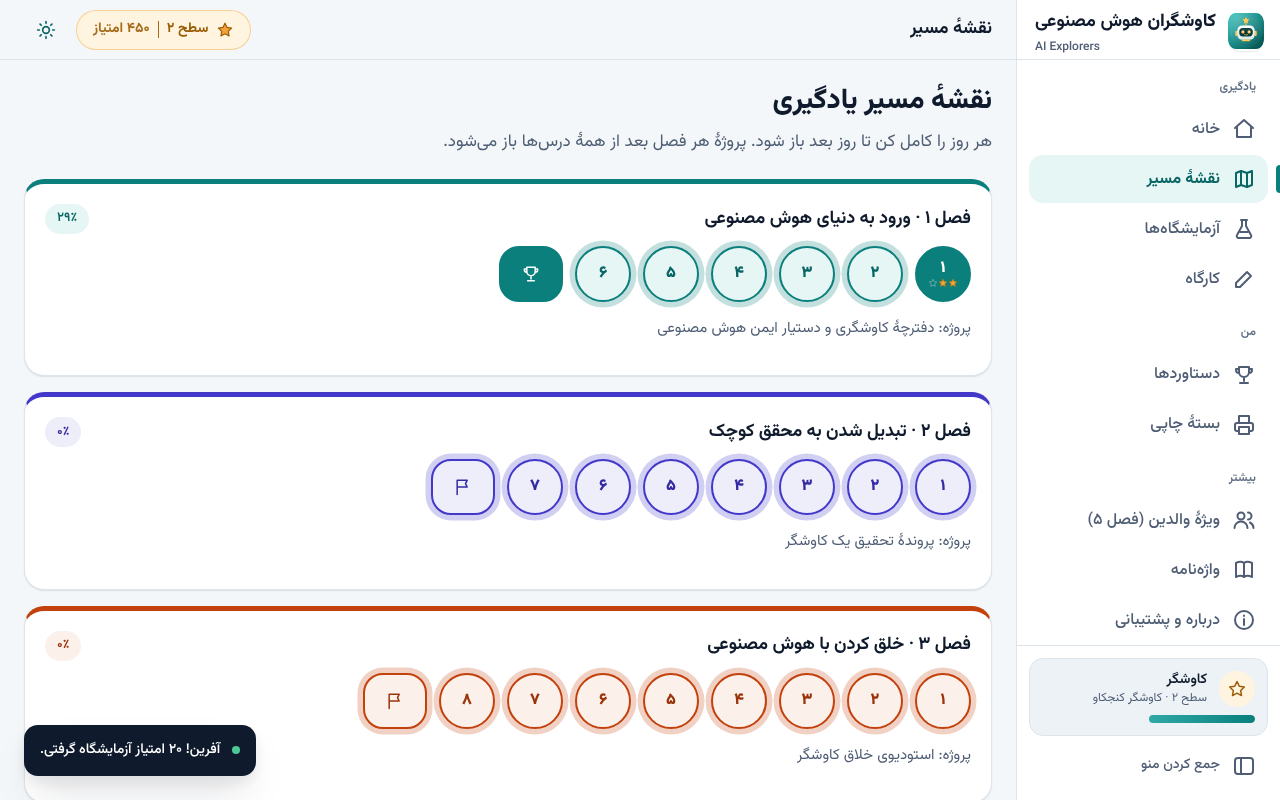 کاوشگران هوش مصنوعی
AI Explorers
یادگیری
خانه
نقشهٔ مسیر
آزمایشگاه‌ها
کارگاه
من
دستاوردها
بستهٔ چاپی
بیشتر
ویژهٔ والدین (فصل ۵)
واژه‌نامه
درباره و پشتیبانی
کاوشگر
سطح ۲ · کاوشگر کنجکاو
جمع کردن منو
نقشهٔ مسیر
سطح ۲ | ۴۵۰ امتیاز
نقشهٔ مسیر یادگیری
هر روز را کامل کن تا روز بعد باز شود. پروژهٔ هر فصل بعد از همهٔ درس‌ها باز می‌شود.
فصل ۱ · ورود به دنیای هوش مصنوعی
۲۹٪
۱ ۲ ۳ ۴ ۵ ۶
پروژه: دفترچهٔ کاوشگری و دستیار ایمن هوش مصنوعی
فصل ۲ · تبدیل شدن به محقق کوچک
۰٪
۱ ۲ ۳ ۴ ۵ ۶ ۷
پروژه: پروندهٔ تحقیق یک کاوشگر
فصل ۳ · خلق کردن با هوش مصنوعی
۰٪
۱ ۲ ۳ ۴ ۵ ۶ ۷ ۸
پروژه: استودیوی خلاق کاوشگر
آفرین! ۲۰ امتیاز آزمایشگاه گرفتی.